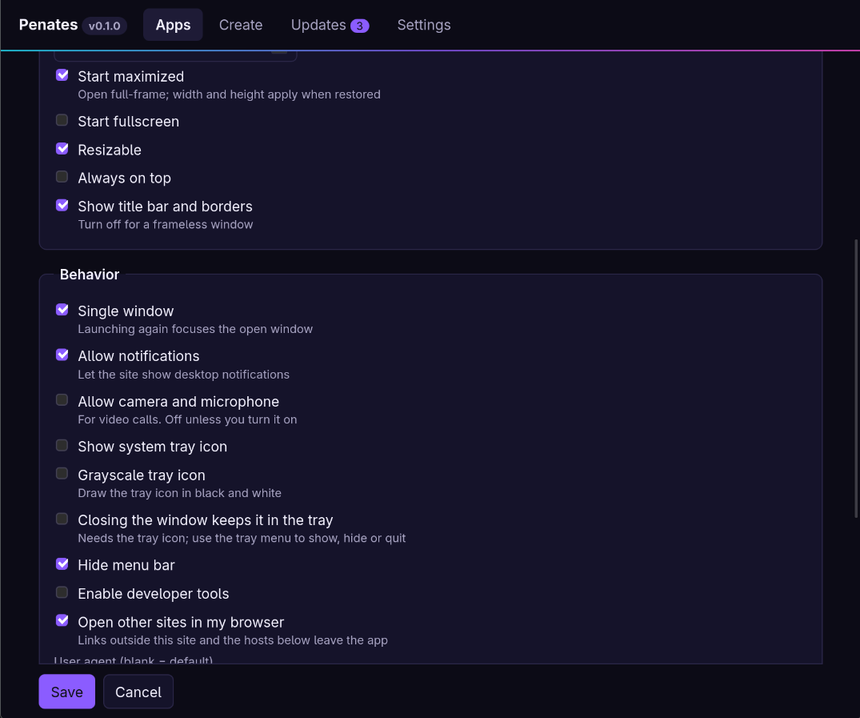 Penates v0.1.0 Apps Create Updates 3 Settings
Start maximized
Open full-frame; width and height apply when restored
Start fullscreen
Resizable
Always on top
Show title bar and borders
Turn off for a frameless window
Behavior
Single window
Launching again focuses the open window
Allow notifications
Let the site show desktop notifications
Allow camera and microphone
For video calls. Off unless you turn it on
Show system tray icon
Grayscale tray icon
Draw the tray icon in black and white
Closing the window keeps it in the tray
Needs the tray icon; use the tray menu to show, hide or quit
Hide menu bar
Enable developer tools
Open other sites in my browser
Links outside this site and the hosts below leave the app
User agent (blank = default)
Save Cancel